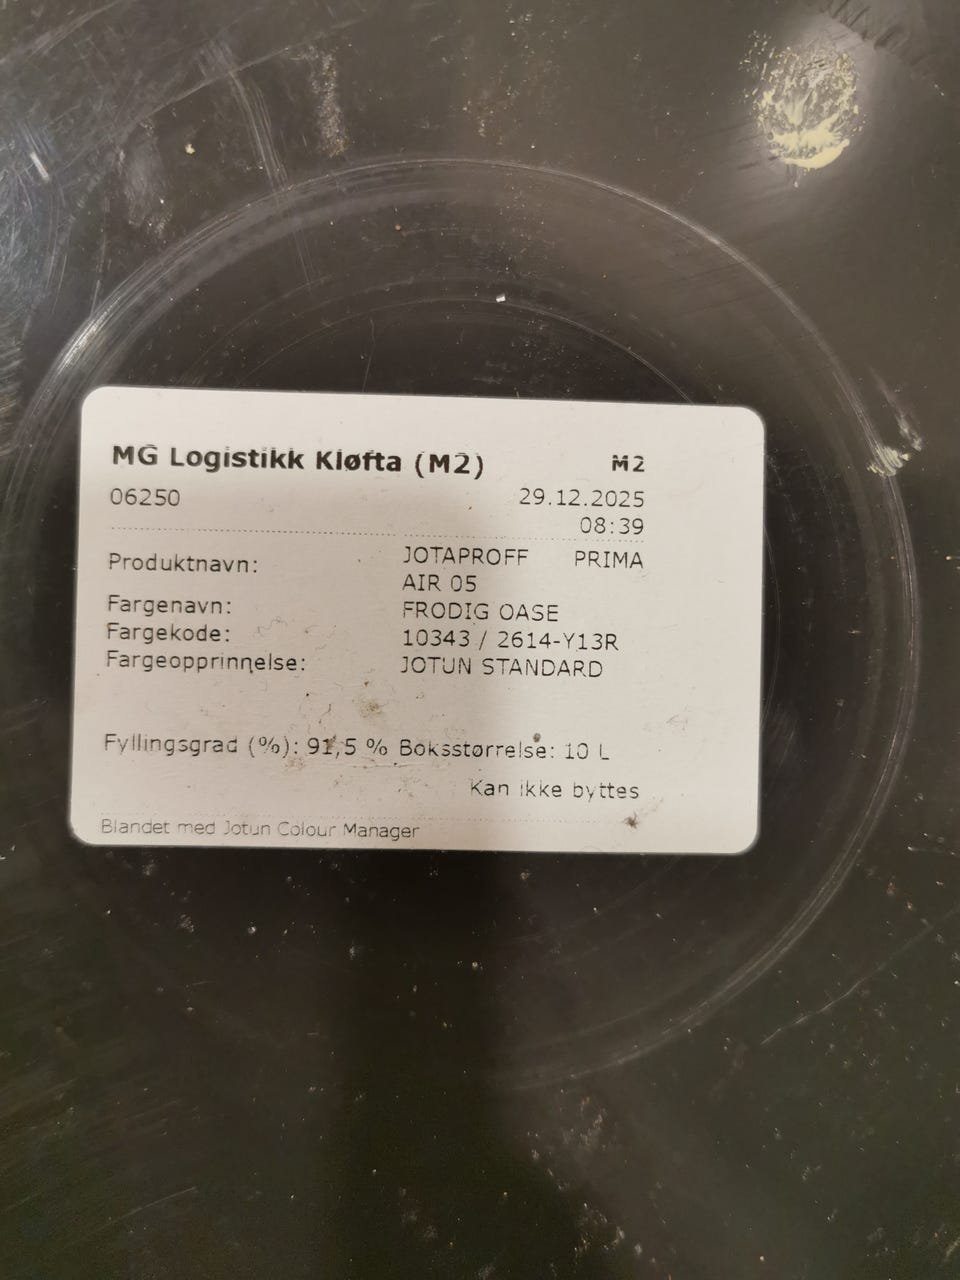 MG Logistikk Kløfta (M2) M2
06250 29.12.2025
08:39
Produktnavn: JOTAPROFF PRIMA
AIR 05
Fargenavn: FRODIG OASE
Fargekode: 10343 / 2614-Y13R
Fargeopprinnelse: JOTUN STANDARD
Fyllingsgrad (%): 91,5 % Boksstørrelse: 10 L
Kan ikke byttes
Blandet med Jotun Colour Manager